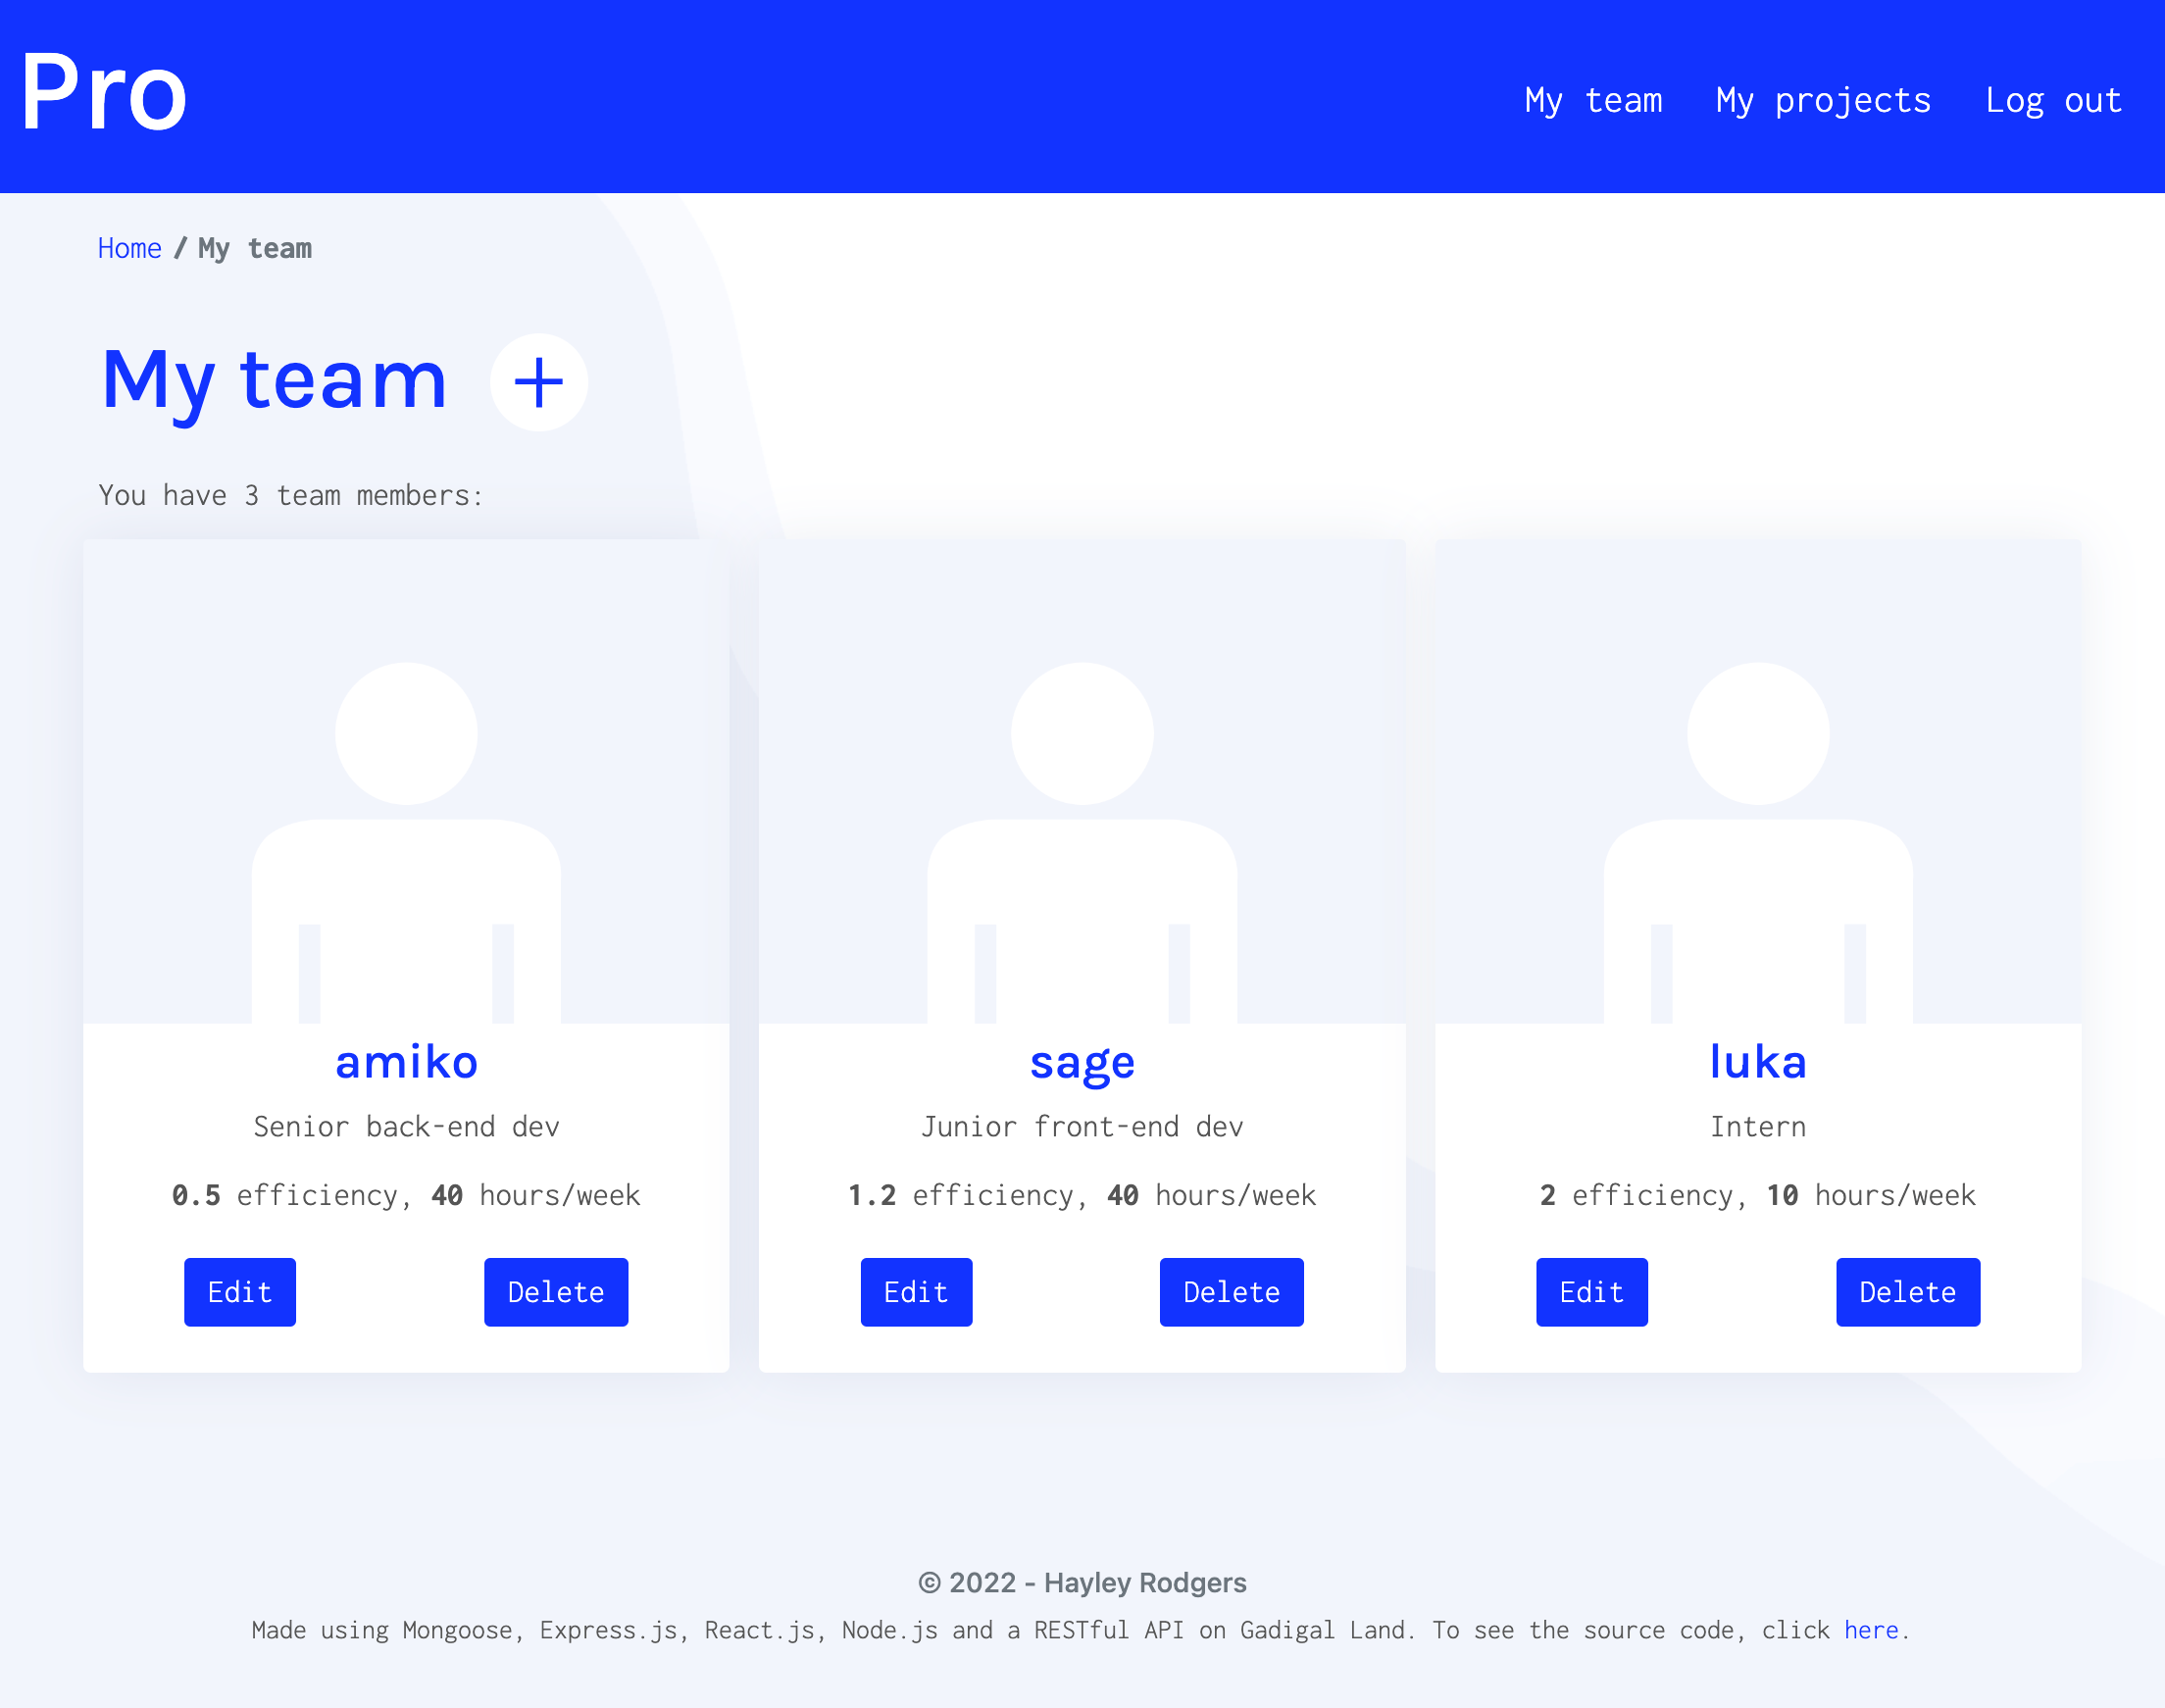 Pro
My team My projects Log out
Home / My team
My team +
You have 3 team members:
amiko
Senior back-end dev
0.5 efficiency, 40 hours/week
Edit Delete
sage
Junior front-end dev
1.2 efficiency, 40 hours/week
Edit Delete
luka
Intern
2 efficiency, 10 hours/week
Edit Delete
© 2022 - Hayley Rodgers
Made using Mongoose, Express.js, React.js, Node.js and a RESTful API on Gadigal Land. To see the source code, click here.